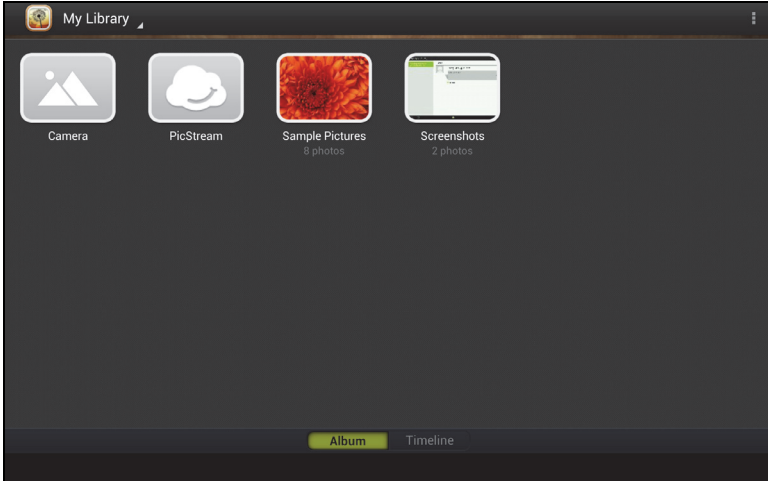 My Library
Camera
PicStream
Sample Pictures
8 photos
Screenshots
2 photos
Album
Timeline